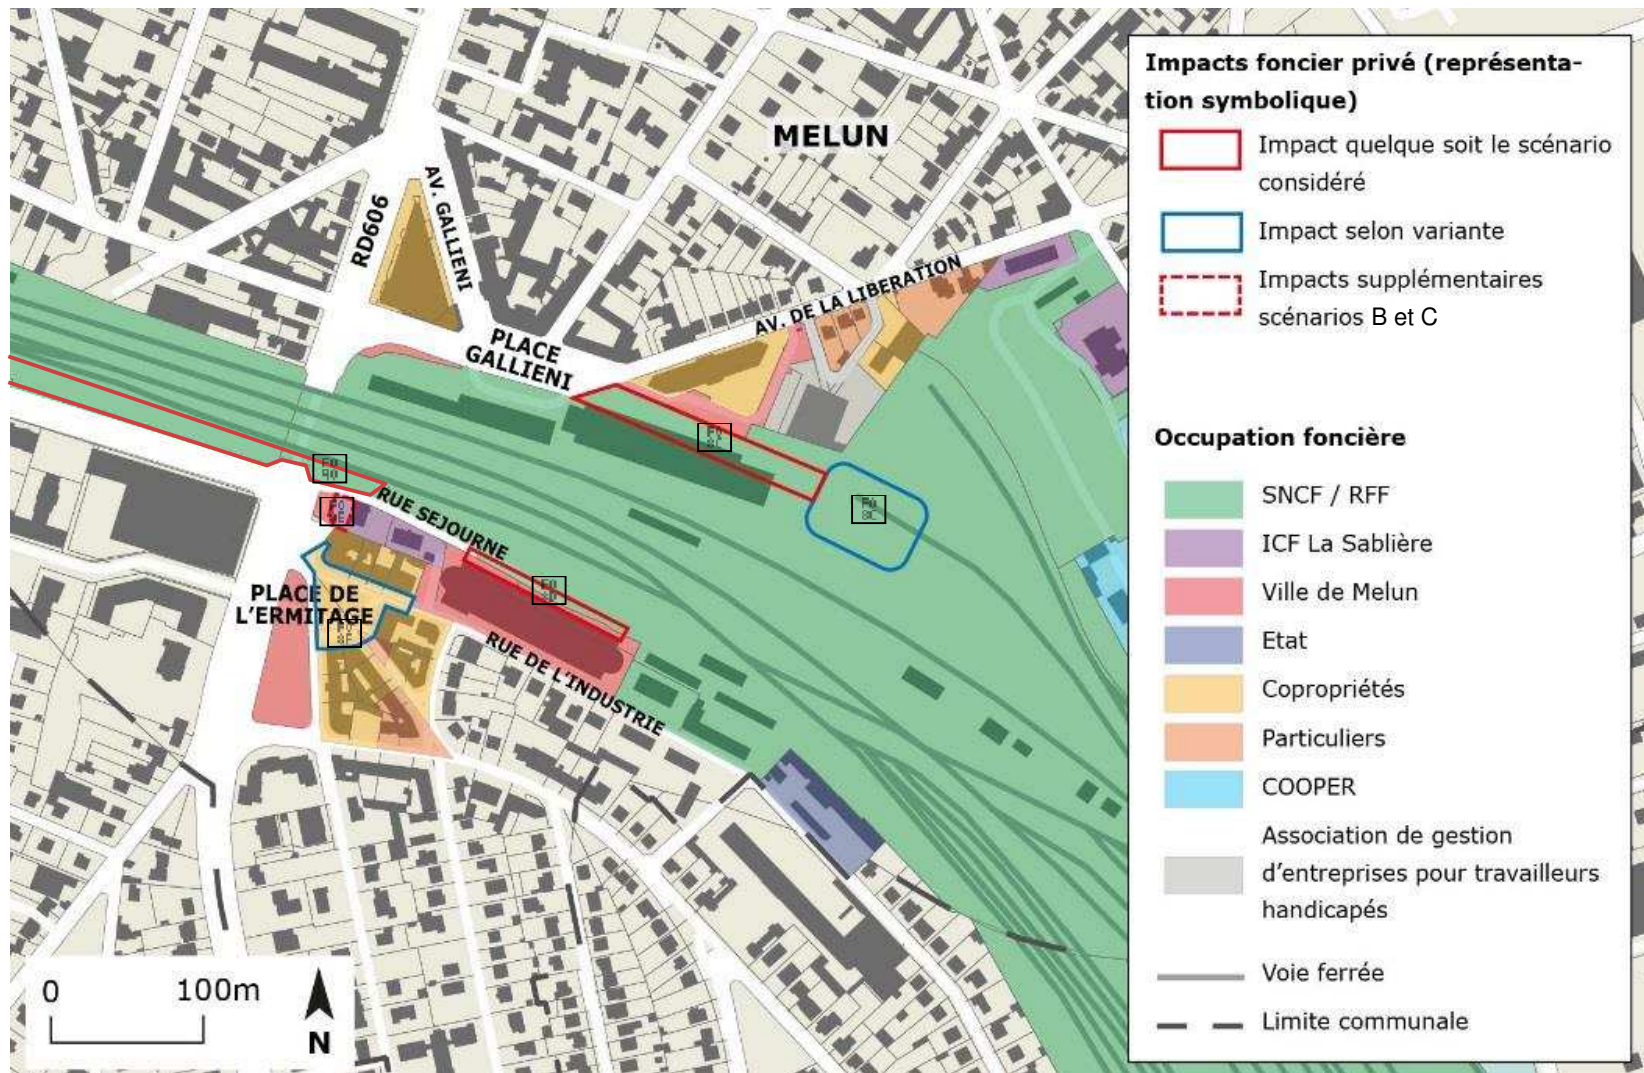 MELUN
RD606
AV. GALLIENI
AV. DE LA LIBERATION
PLACE
GALLIENI
RUE SEJOURNE
PLACE DE
L'ERMITAGE
RUE DE L'INDUSTRIE
0 100m
N
Impacts foncier privé (représenta-
tion symbolique)
Impact quelque soit le scénario
considéré
Impact selon variante
Impacts supplémentaires
scénarios B et C
Occupation foncière
SNCF / RFF
ICF La Sablière
Ville de Melun
Etat
Copropriétés
Particuliers
COOPER
Association de gestion
d'entreprises pour travailleurs
handicapés
Voie ferrée
Limite communale